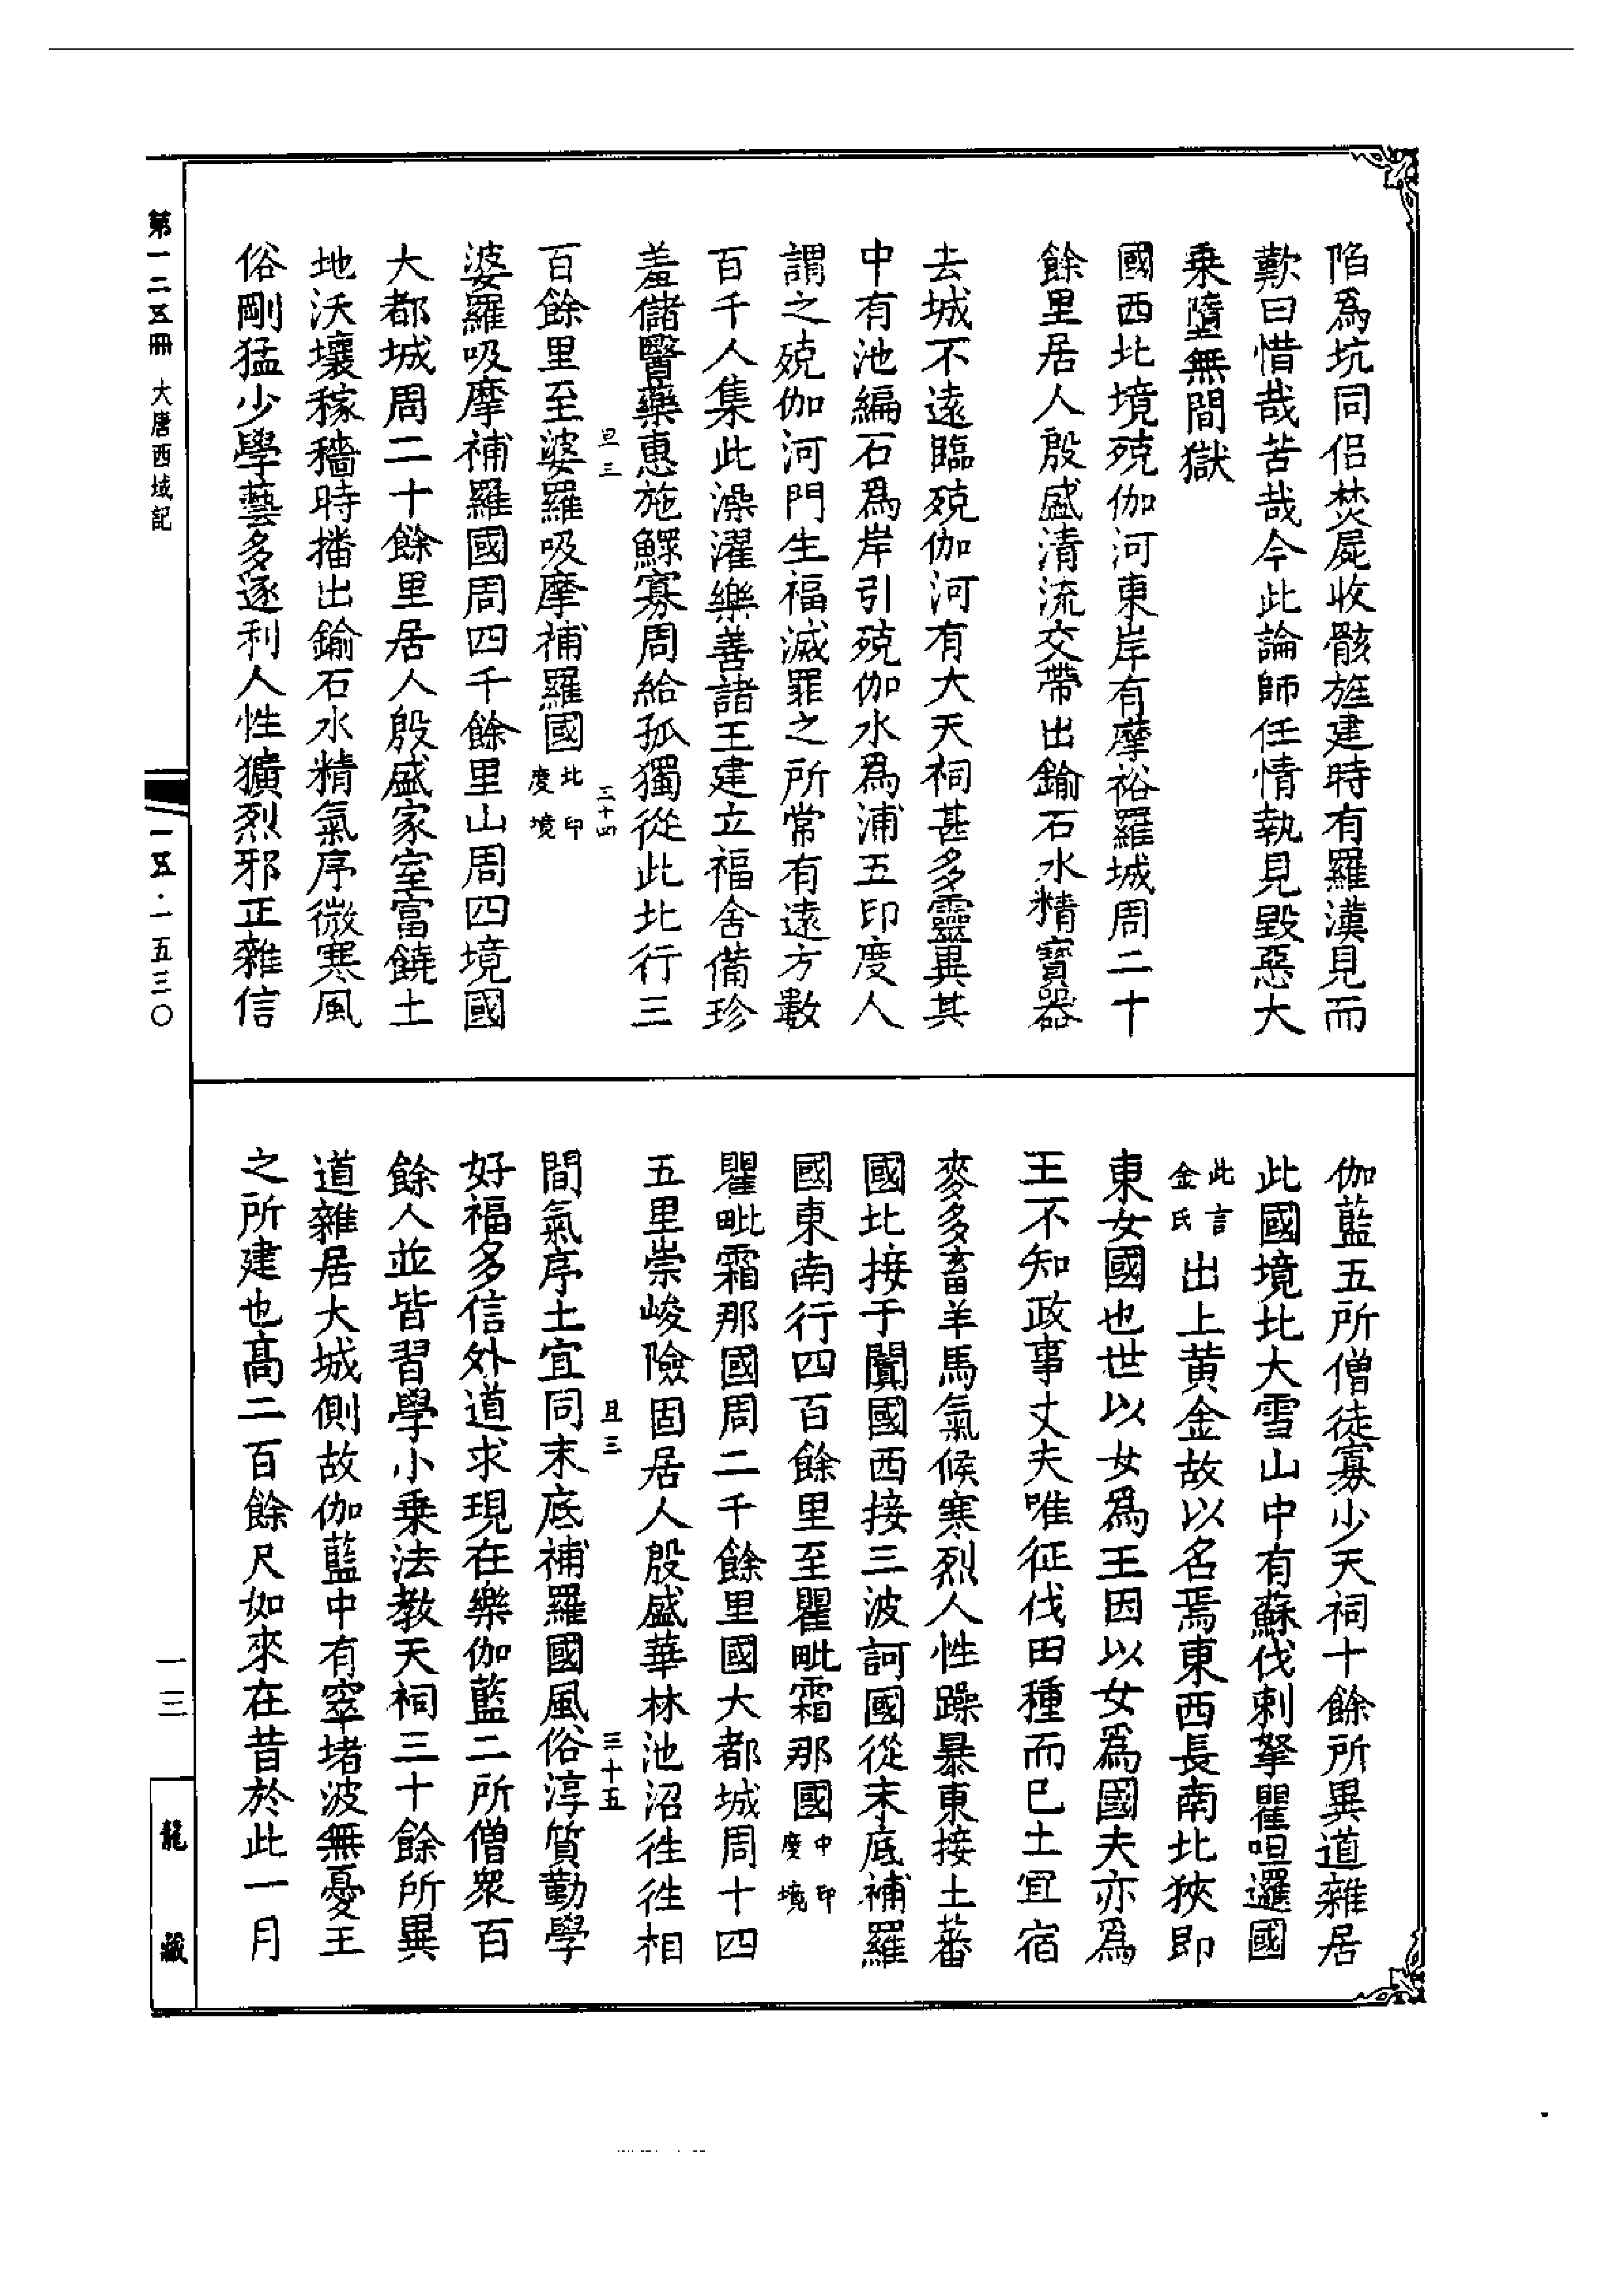 陷爲坑同侣焚屍收骸旌建時有羅漢見而
歎曰惜哉苦哉今此論師任情執見毀惡大
乗墮無間獄
國西北境殑伽河東岸有摩裕羅城周二十
餘里居人殷盛清流交帶出鍮石水精寶器
去城不遠臨殑伽河有大天祠甚多靈異其
中有池編石爲岸引殑伽水爲浦五印度人
謂之殑伽河門生福滅罪之所常有遠方數
百千人集此澡濯樂善諸王建立福舍備珍
羞儲醫藥惠施鰥寡周給孤獨從此北行三
旦三
三十四
百餘里至婆羅吸摩補羅國北印度境
婆羅吸摩補羅國周四千餘里山周四境國
大都城周二十餘里居人殷盛家室富饒土
地沃壤稼穡時播出鍮石水精氣序微寒風
俗剛猛少學藝多逐利人性獷烈邪正雜信
伽藍五所僧徒寡少天祠十餘所異道雜居
此國境北大雪山中有蘇伐剌拏瞿呾邏國
此言金氏出上黄金故以名焉東西長南北狹即
東女國也世以女爲王因以女爲國夫亦爲
王不知政事丈夫唯征伐田種而已土宜宿
麥多畜羊馬氣候寒烈人性躁暴東接土蕃
國北接于闐國西接三波訶國從末底補羅
國東南行四百餘里至瞿毗霜那國中印度境
瞿毗霜那國周二千餘里國大都城周十四
五里崇峻險固居人殷盛華林池沼往往相
旦三
三十五
間氣序土宜同末底補羅國風俗淳質勤學
好福多信外道求現在樂伽藍二所僧衆百
餘人並皆習學小乗法教天祠三十餘所異
道雜居大城側故伽藍中有窣堵波無憂王
之所建也高二百餘尺如來在昔於此一月
第一二五冊 大唐西域記
一五·一五三〇
一三
龍藏